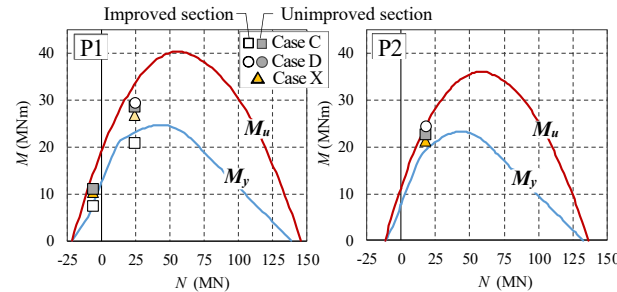 Improved section
Unimproved section
Case C
Case D
Case X
P1
M (MNm)
40
30
20
10
0
Mu
My
-25 0 25 50 75 100 125 150
N (MN)
P2
M (MNm)
40
30
20
10
0
Mu
My
-25 0 25 50 75 100 125 150
N (MN)